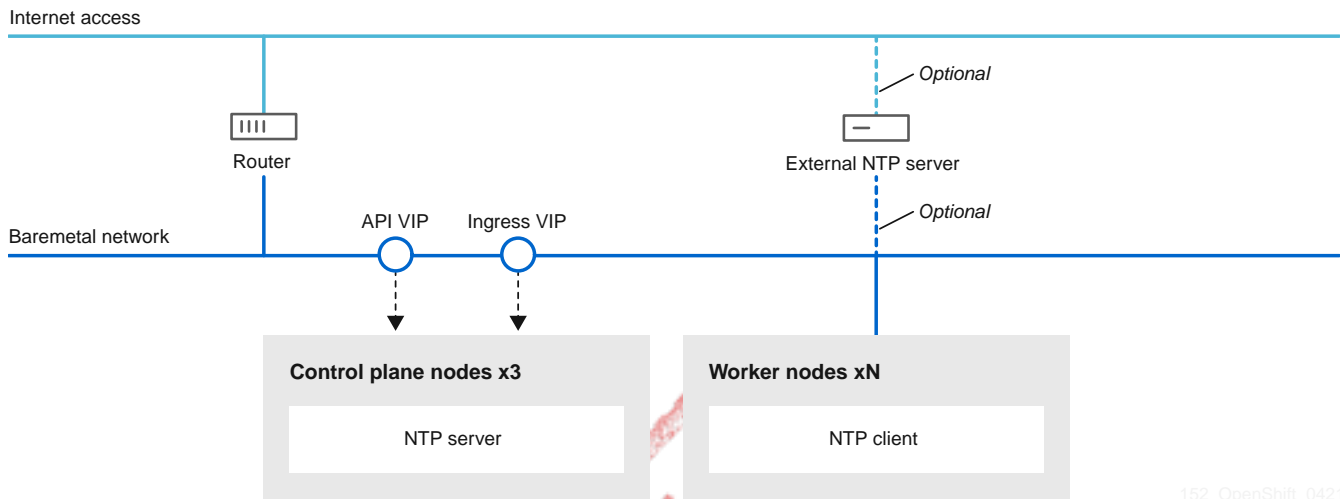 Internet access
Optional
Router
External NTP server
Optional
API VIP
Ingress VIP
Baremetal network
Control plane nodes x3
Worker nodes xN
NTP server
NTP client
152_OpenShift_042